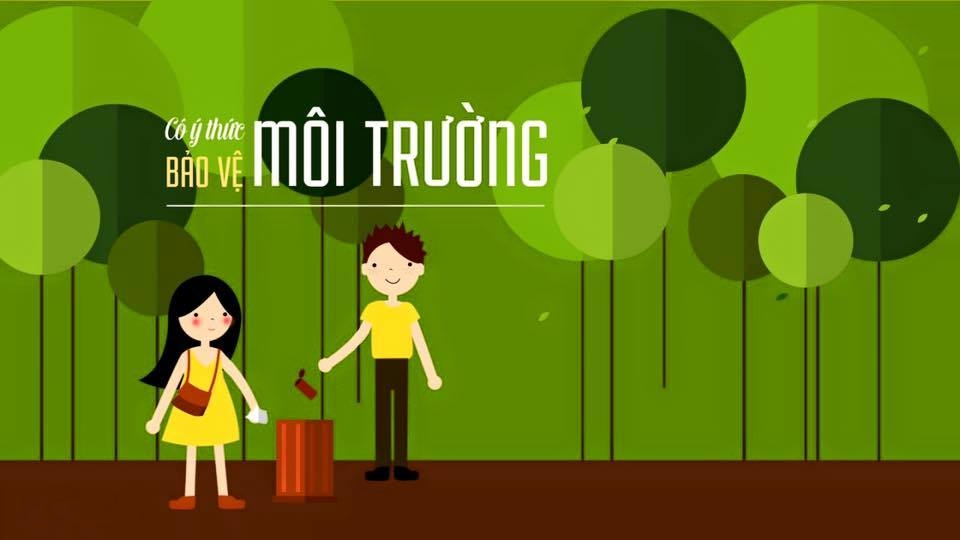 Có ý thức
BẢO VỆ
MÔI TRƯỜNG